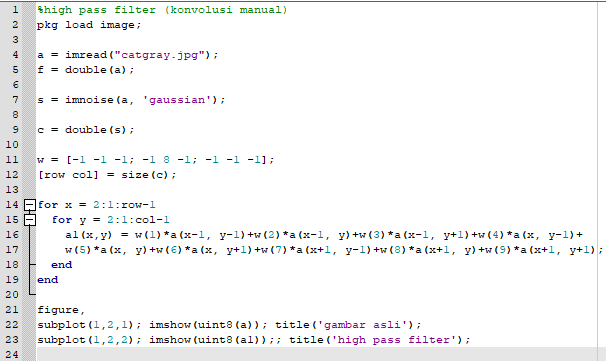 1 %high pass filter (konvolusi manual)
2 pkg load image;
3
4 a = imread("catgray.jpg");
5 f = double(a);
6
7 s = imnoise(a, 'gaussian');
8
9 c = double(s);
10
11 w = [-1 -1 -1; -1 8 -1; -1 -1 -1];
12 [row col] = size(c);
13
14 for x = 2:1:row-1
15 for y = 2:1:col-1
16 a1(x,y) = w(1)*a(x-1, y-1)+w(2)*a(x-1, y)+w(3)*a(x-1, y+1)+w(4)*a(x, y-1)+
17 w(5)*a(x, y)+w(6)*a(x, y+1)+w(7)*a(x+1, y-1)+w(8)*a(x+1, y)+w(9)*a(x+1, y+1);
18 end
19 end
20
21 figure,
22 subplot(1,2,1); imshow(uint8(a)); title('gambar asli');
23 subplot(1,2,2); imshow(uint8(a1));; title('high pass filter');
24